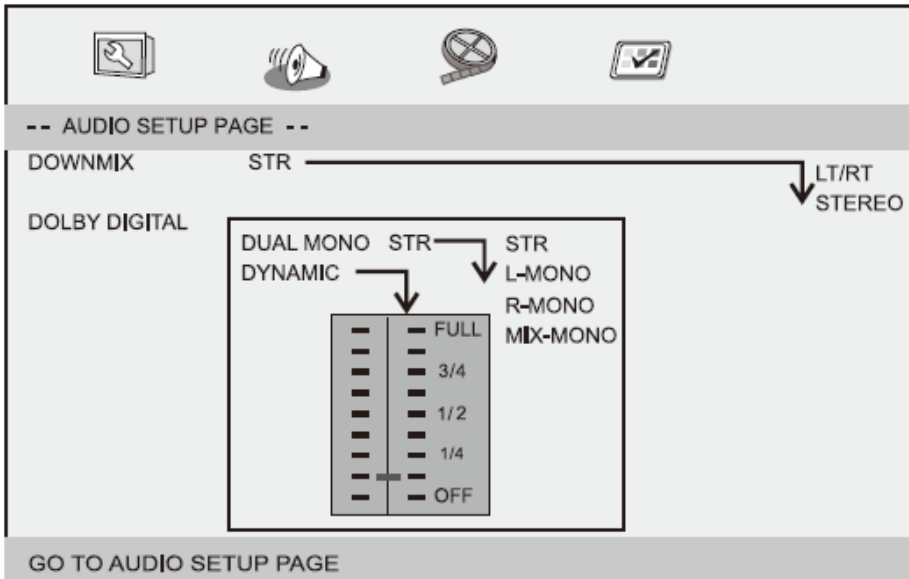 -- AUDIO SETUP PAGE --
DOWNMIX STR LT/RT
STEREO
DOLBY DIGITAL
DUAL MONO STR STR
DYNAMIC L-MONO
R-MONO
MIX-MONO
FULL
3/4
1/2
1/4
OFF
GO TO AUDIO SETUP PAGE